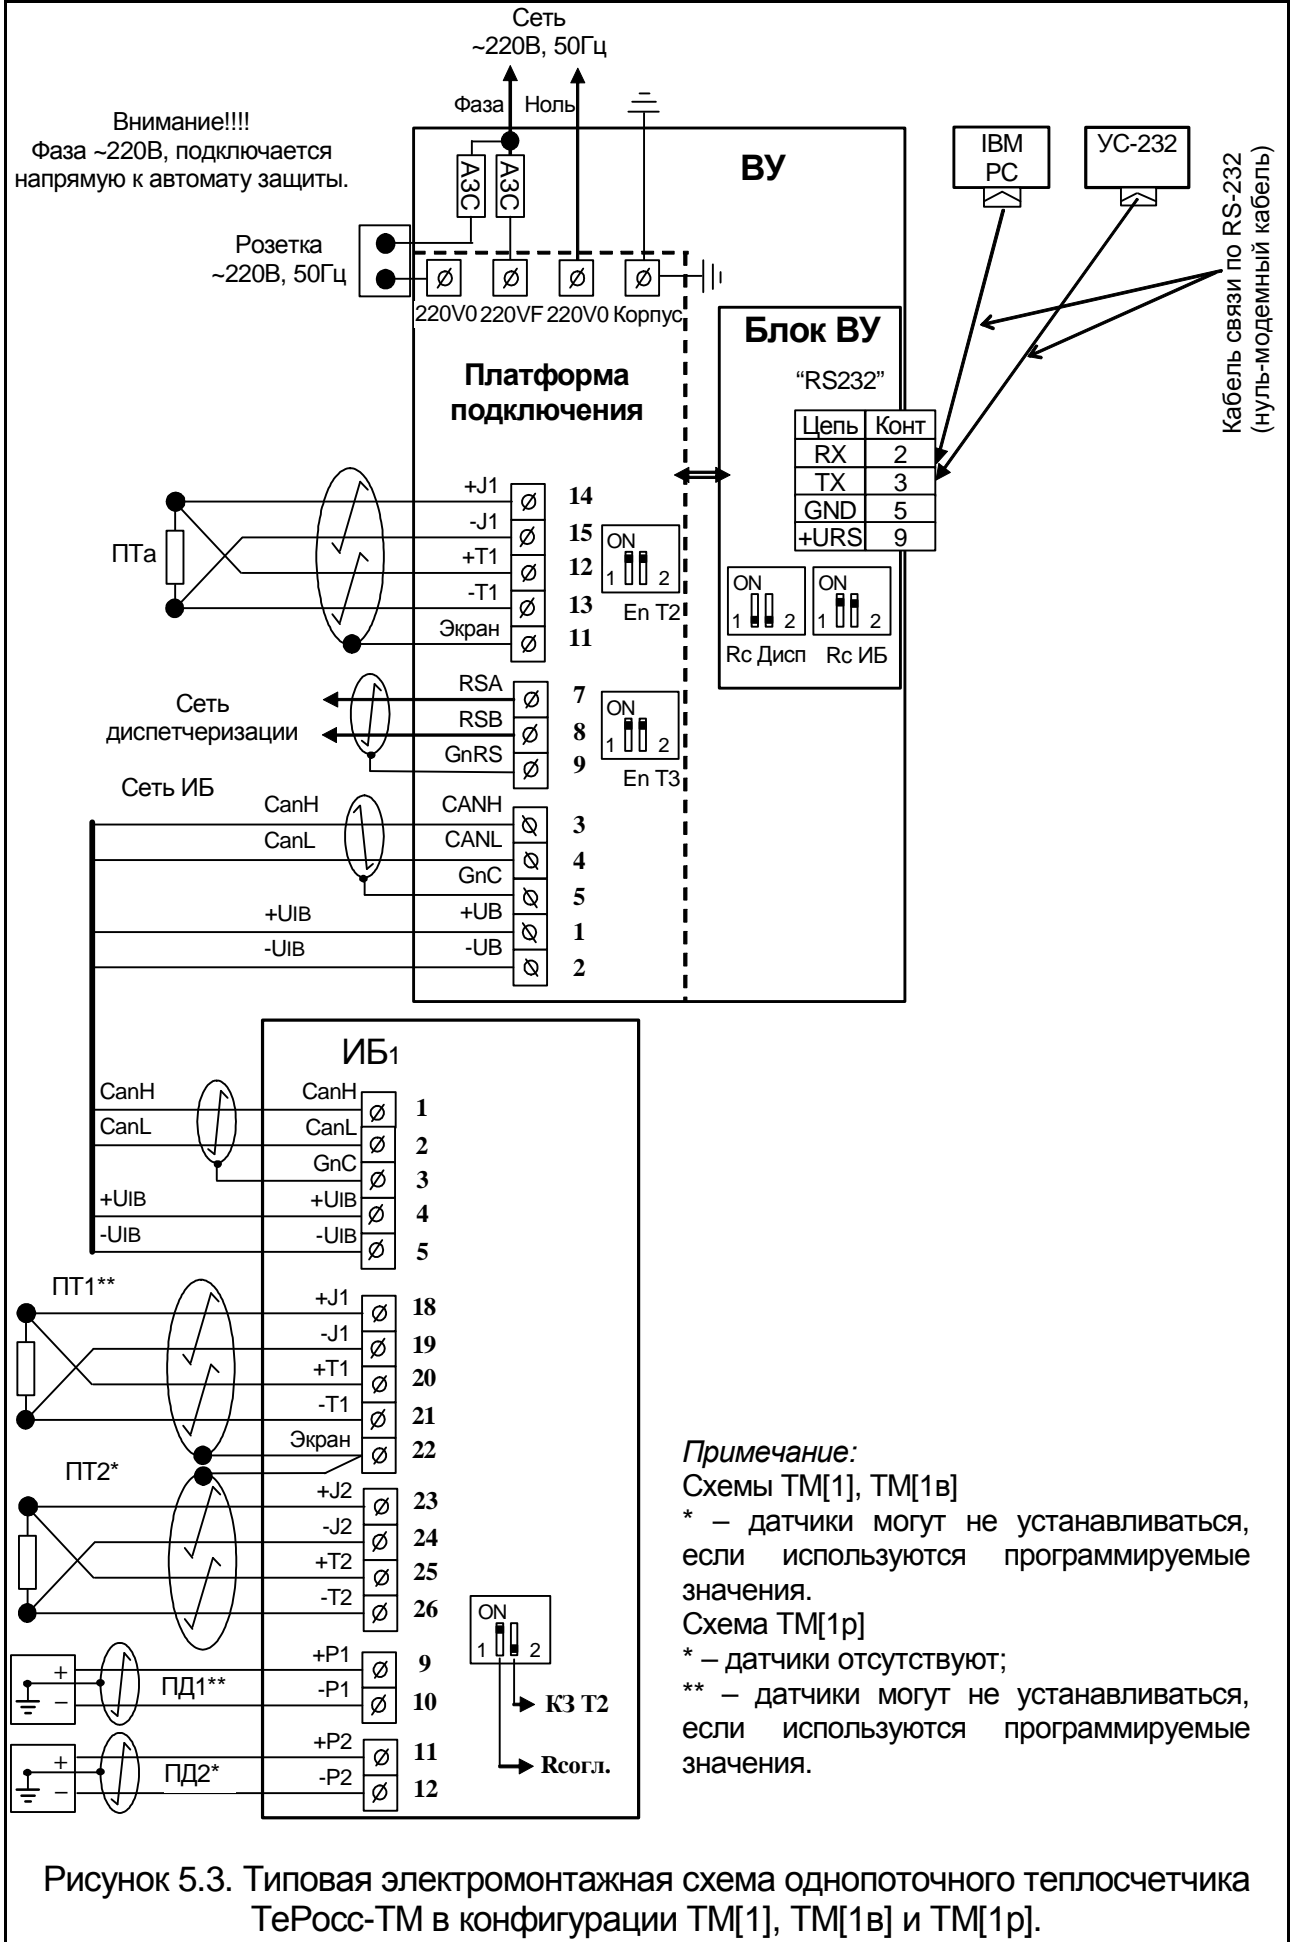 Сеть
~220В, 50Гц
Фаза
Ноль
Внимание!!!!
Фаза ~220В, подключается
напрямую к автомату защиты.
АЗС
АЗС
ВУ
IBM
PC
УС-232
Кабель связи по RS-232
(нуль-модемный кабель)
Розетка
~220В, 50Гц
220V0 220VF 220V0 Корпус
Блок ВУ
Платформа
подключения
“RS232”
Цепь Конт
RX 2
TX 3
GND 5
+URS 9
ПТа
+J1 14
-J1 15
+T1 12
-T1 13
Экран 11
ON
1 2
En T2
ON
1 2
Rc Дисп
ON
1 2
Rc ИБ
Сеть
диспетчеризации
RSA 7
RSB 8
GnRS 9
ON
1 2
En T3
Сеть ИБ
CanH CANH 3
CanL CANL 4
GnC 5
+UIB +UB 1
-UIB -UB 2
ИБ1
CanH CanH 1
CanL CanL 2
GnC 3
+UIB +UIB 4
-UIB -UIB 5
ПТ1**
+J1 18
-J1 19
+T1 20
-T1 21
Экран 22
ПТ2*
+J2 23
-J2 24
+T2 25
-T2 26
ON
1 2
КЗ Т2
Rсогл.
+ –
ПД1**
+P1 9
-P1 10
+ –
ПД2*
+P2 11
-P2 12
Примечание:
Схемы ТМ[1], ТМ[1в]
* – датчики могут не устанавливаться,
если используются программируемые
значения.
Схема ТМ[1р]
* – датчики отсутствуют;
** – датчики могут не устанавливаться,
если используются программируемые
значения.
Рисунок 5.3. Типовая электромонтажная схема однопоточного теплосчетчика
ТеРосс-ТМ в конфигурации ТМ[1], ТМ[1в] и ТМ[1р].